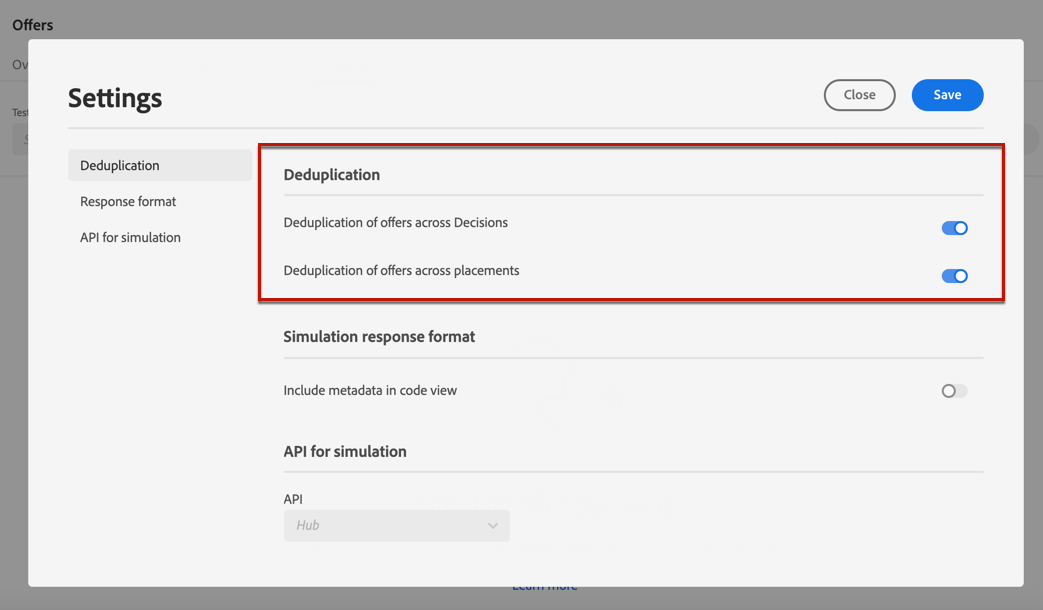 Offers
Ov
Test
Settings
Close
Save
Deduplication
Response format
API for simulation
Deduplication
Deduplication of offers across Decisions
Deduplication of offers across placements
Simulation response format
Include metadata in code view
API for simulation
API
Hub
Learn more